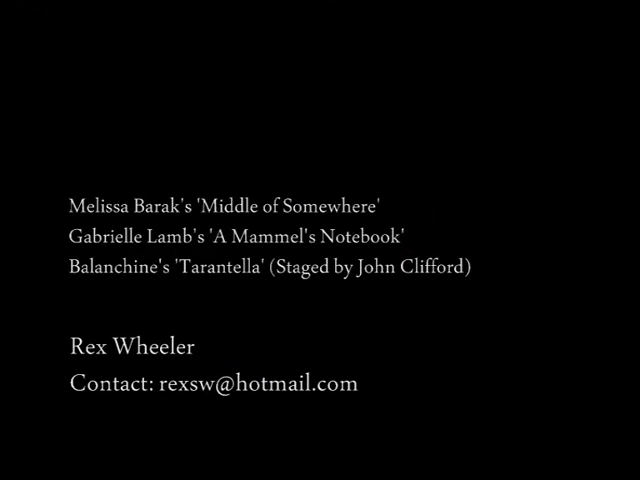 Melissa Barak's 'Middle of Somewhere'
Gabrielle Lamb's 'A Mammel's Notebook'
Balanchine's 'Tarantella' (Staged by John Clifford)
Rex Wheeler
Contact: rexsw@hotmail.com